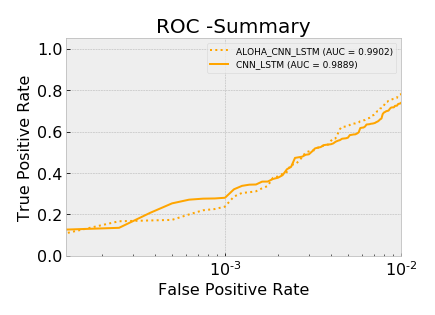 ROC -Summary
ALOHA_CNN_LSTM (AUC = 0.9902)
CNN_LSTM (AUC = 0.9889)
True Positive Rate
1.0
0.8
0.6
0.4
0.2
0.0
10⁻³
10⁻²
False Positive Rate